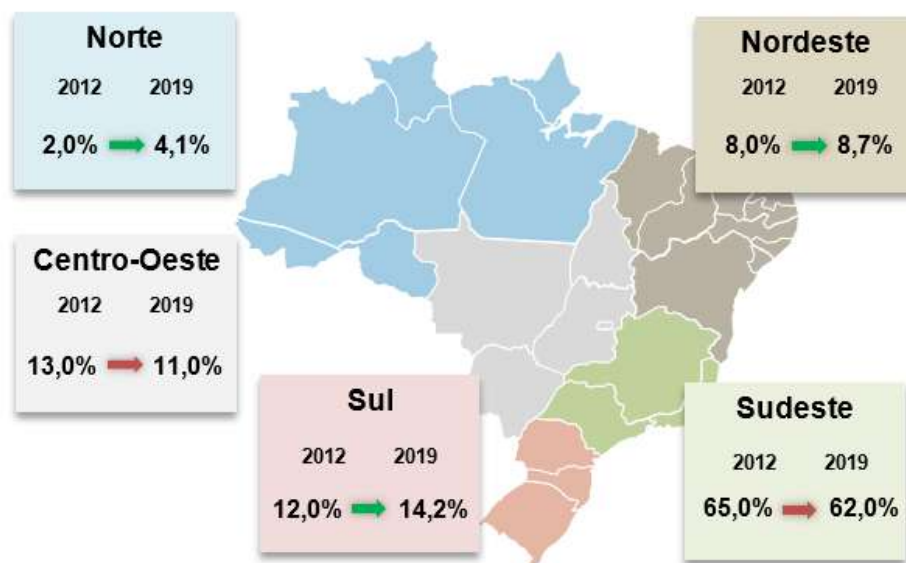 Norte
2012 2019
2,0% 4,1%
Nordeste
2012 2019
8,0% 8,7%
Centro-Oeste
2012 2019
13,0% 11,0%
Sul
2012 2019
12,0% 14,2%
Sudeste
2012 2019
65,0% 62,0%